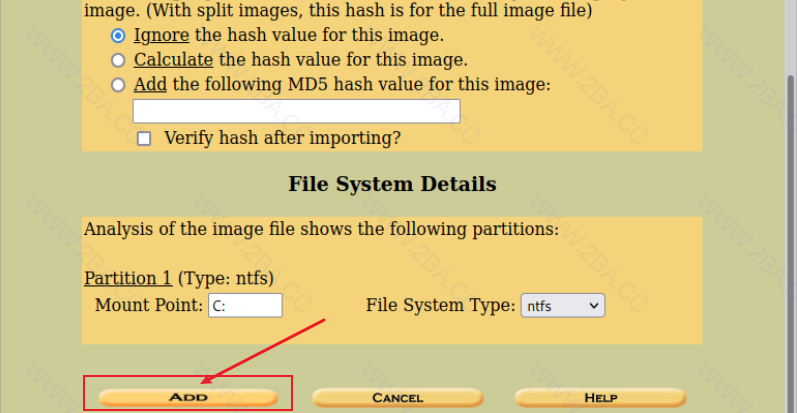 image. (With split images, this hash is for the full image file)
Ignore the hash value for this image.
Calculate the hash value for this image.
Add the following MD5 hash value for this image:
Verify hash after importing?
File System Details
Analysis of the image file shows the following partitions:
Partition 1 (Type: ntfs)
Mount Point: C: File System Type: ntfs
ADD CANCEL HELP
WWW.2BA.CC